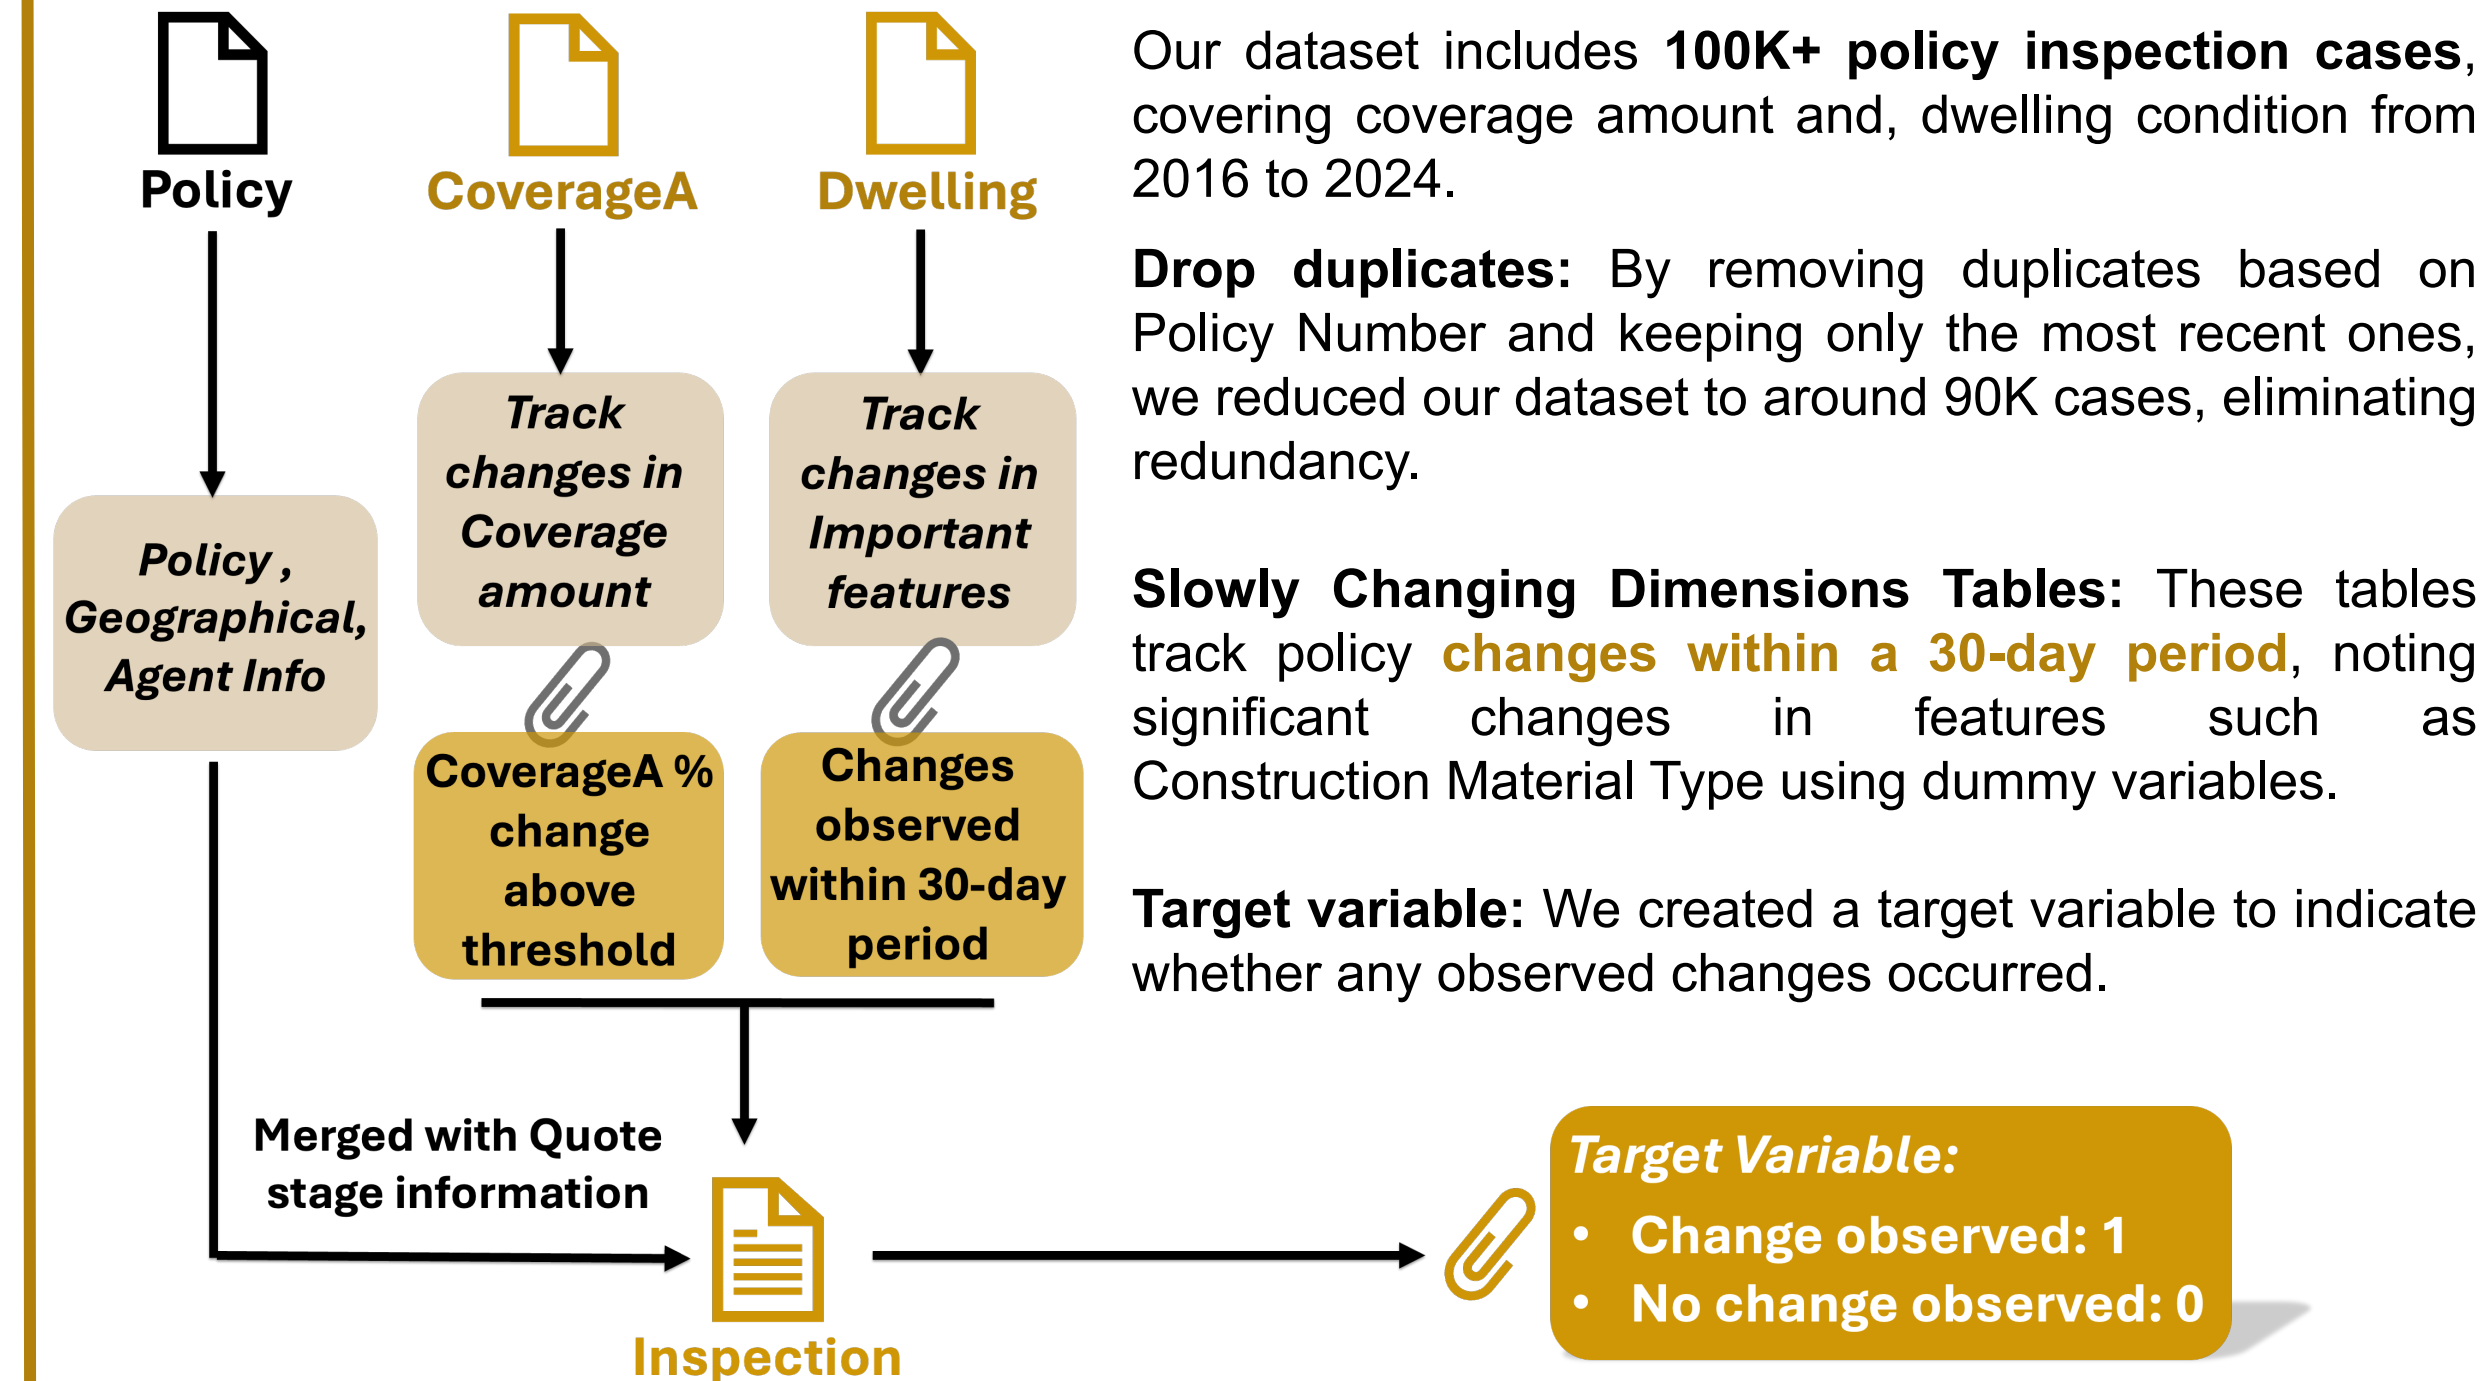 Policy
CoverageA
Dwelling
Policy ,
Geographical,
Agent Info
Track
changes in
Coverage
amount
Track
changes in
Important
features
CoverageA %
change
above
threshold
Changes
observed
within 30-day
period
Merged with Quote
stage information
Inspection
Our dataset includes 100K+ policy inspection cases,
covering coverage amount and, dwelling condition from
2016 to 2024.
Drop duplicates: By removing duplicates based on
Policy Number and keeping only the most recent ones,
we reduced our dataset to around 90K cases, eliminating
redundancy.
Slowly Changing Dimensions Tables: These tables
track policy changes within a 30-day period, noting
significant changes in features such as
Construction Material Type using dummy variables.
Target variable: We created a target variable to indicate
whether any observed changes occurred.
Target Variable:
• Change observed: 1
• No change observed: 0